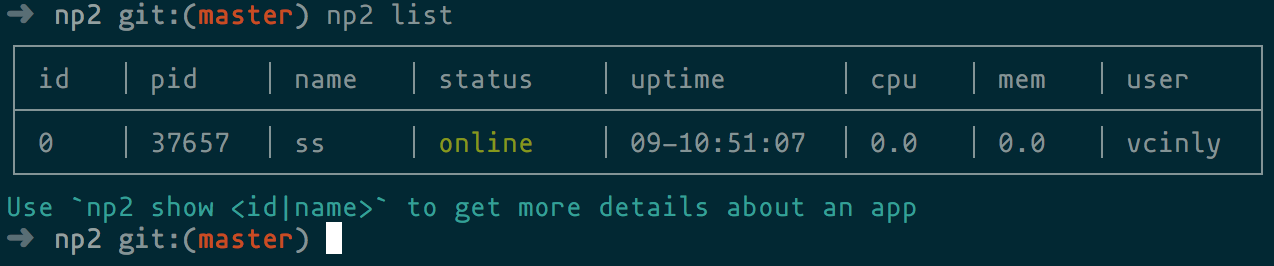 ➜ np2 git:(master) np2 list
id | pid | name | status | uptime | cpu | mem | user
0 | 37657 | ss | online | 09-10:51:07 | 0.0 | 0.0 | vcinly
Use `np2 show <id|name>` to get more details about an app
➜ np2 git:(master)